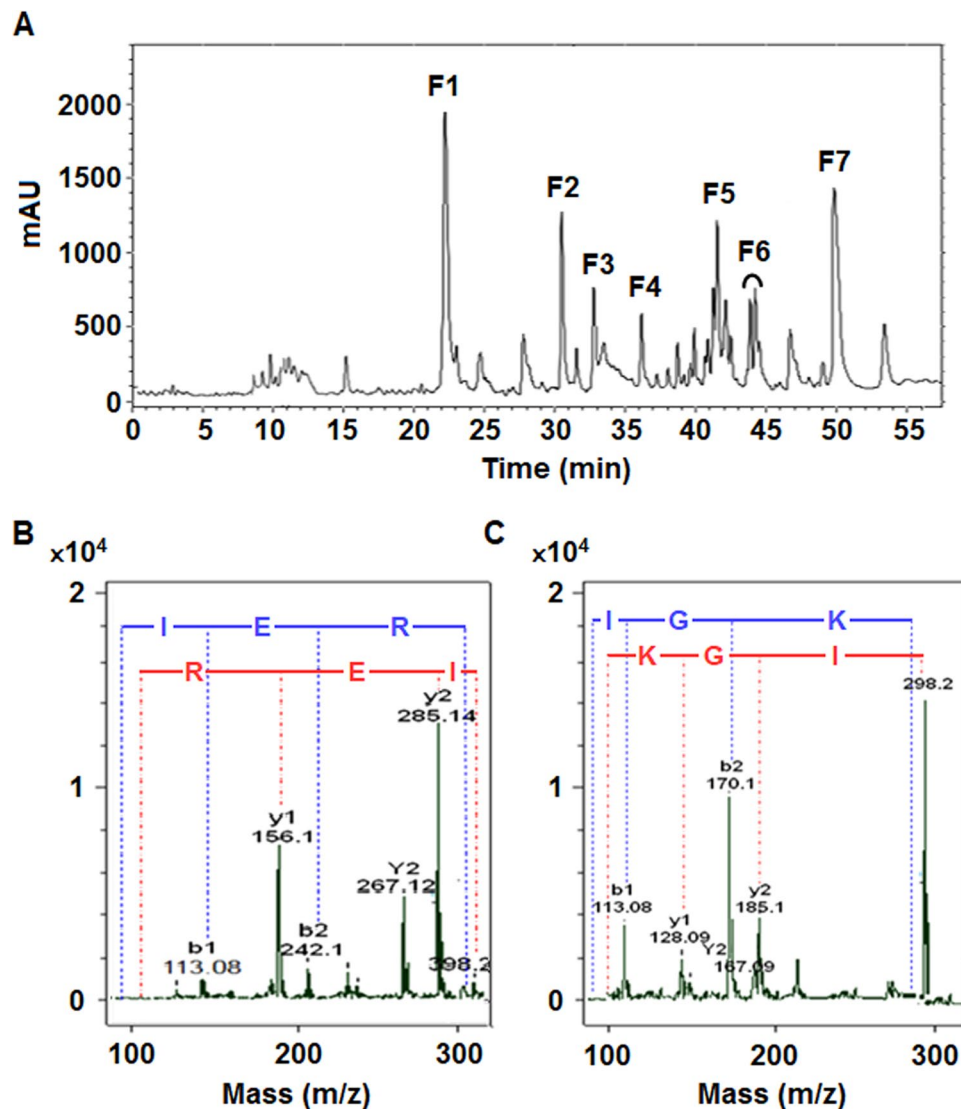 A
F1
F2
F3
F4
F5
F6
F7
mAU
2000
1500
1000
500
0
0 5 10 15 20 25 30 35 40 45 50 55
Time (min)
B
x10⁴
2
1
0
I E R
R E I
y2
285.14
y1
156.1
Y2
267.12
b2
242.1
b1
113.08
398.2
100 200 300
Mass (m/z)
C
x10⁴
2
1
0
I G K
K G I
298.2
b2
170.1
b1
113.08
y2
185.1
y1
128.09
Y2
167.09
100 200 300
Mass (m/z)